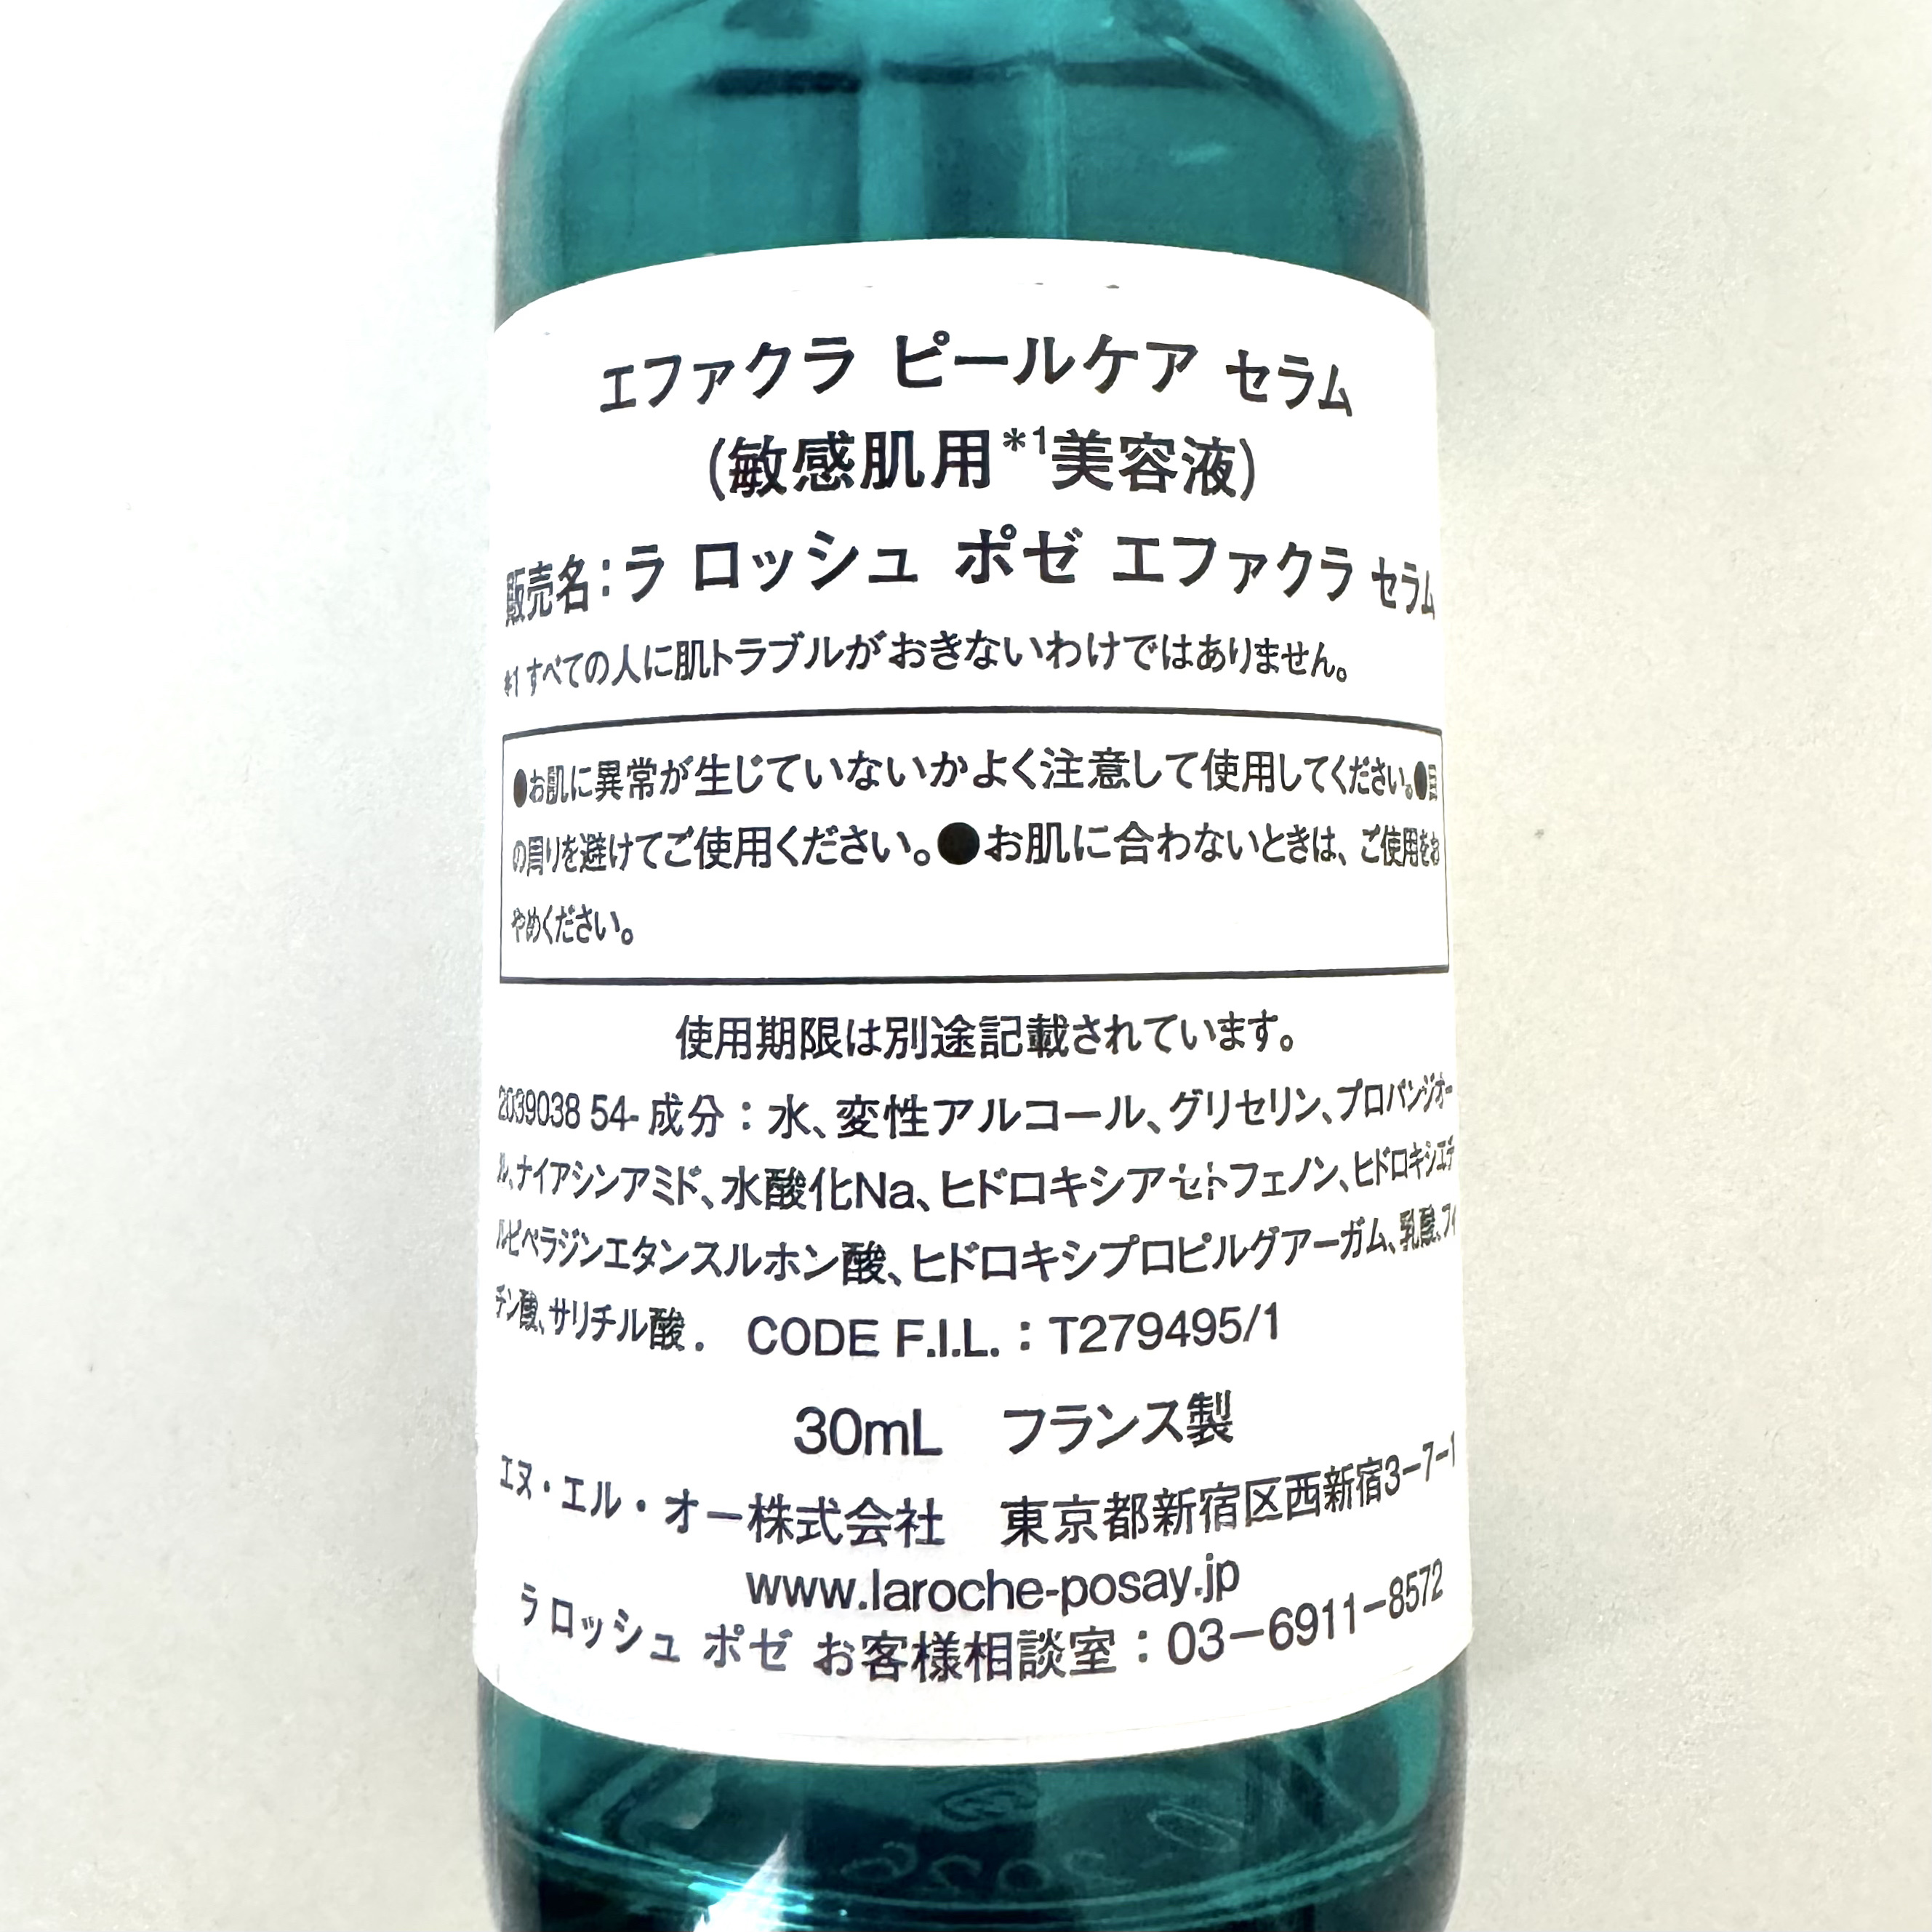 エファクラ ピールケア セラム
(敏感肌用*1美容液)
販売名：ラ ロッシュ ポゼ エファクラ セラム
*1 すべての人に肌トラブルがおきないわけではありません。
●お肌に異常が生じていないかよく注意して使用してください。●目
の周りを避けてご使用ください。●お肌に合わないときは、ご使用をお
やめください。
使用期限は別途記載されています。
2039038 54- 成分：水、変性アルコール、グリセリン、プロパンジオー
ル、ナイアシンアミド、水酸化Na、ヒドロキシアセトフェノン、ヒドロキシエチ
ルピペラジンエタンスルホン酸、ヒドロキシプロピルグアーガム、乳酸、フィ
チン酸、サリチル酸． CODE F.I.L.：T279495/1
30mL フランス製
エヌ・エル・オー株式会社 東京都新宿区西新宿3－7－1
www.laroche-posay.jp
ラ ロッシュ ポゼ お客様相談室：03－6911－8572